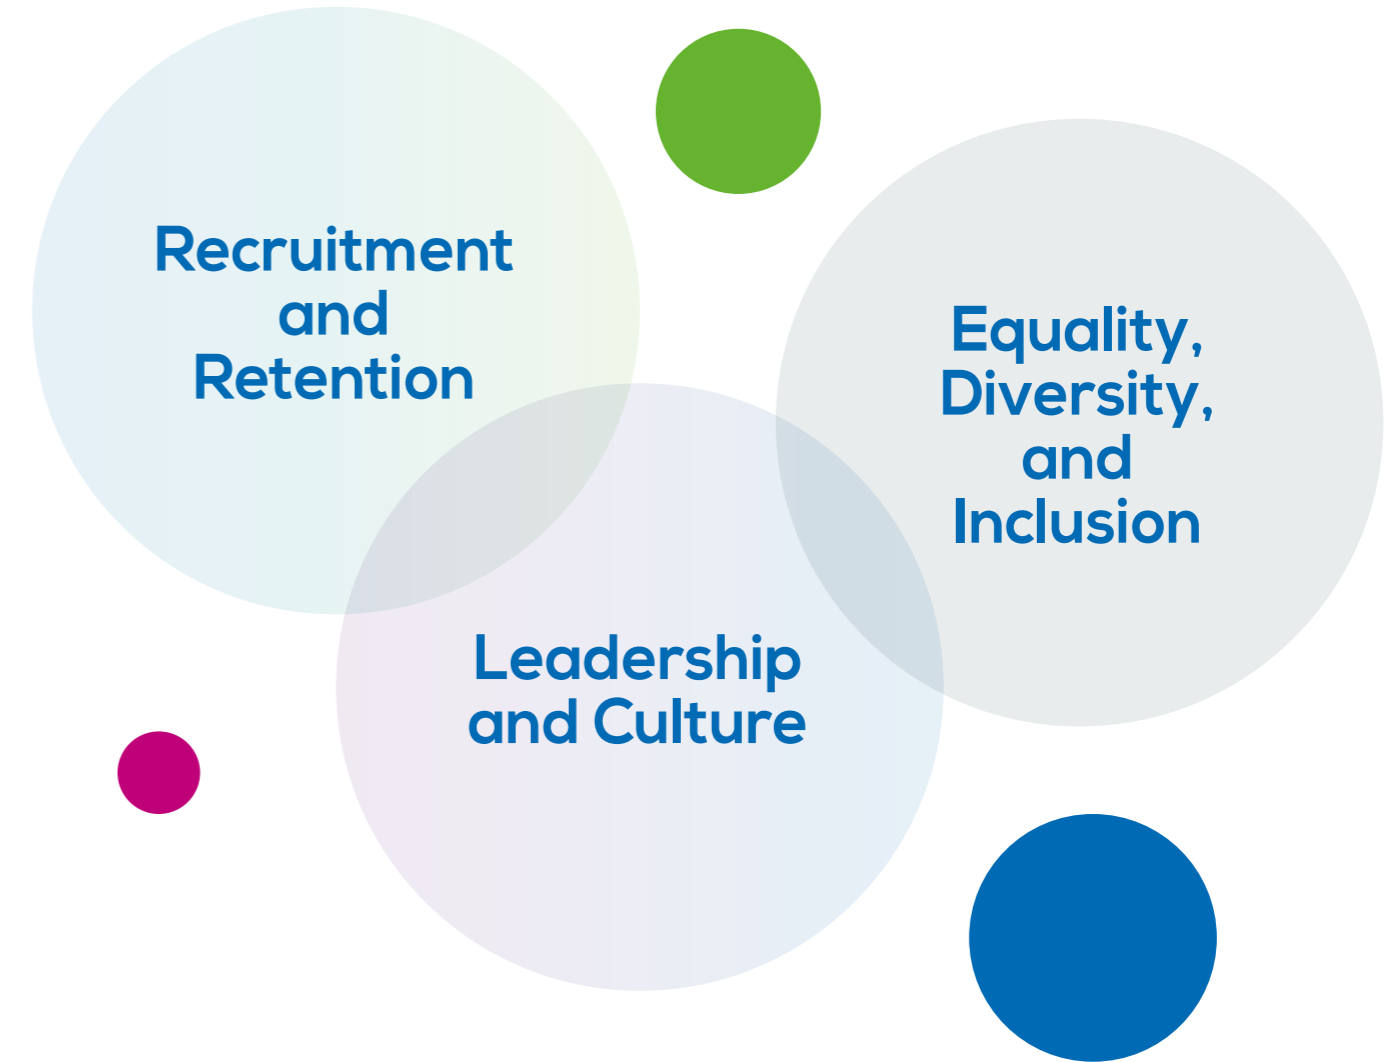 Recruitment
and
Retention
Equality,
Diversity,
and
Inclusion
Leadership
and Culture